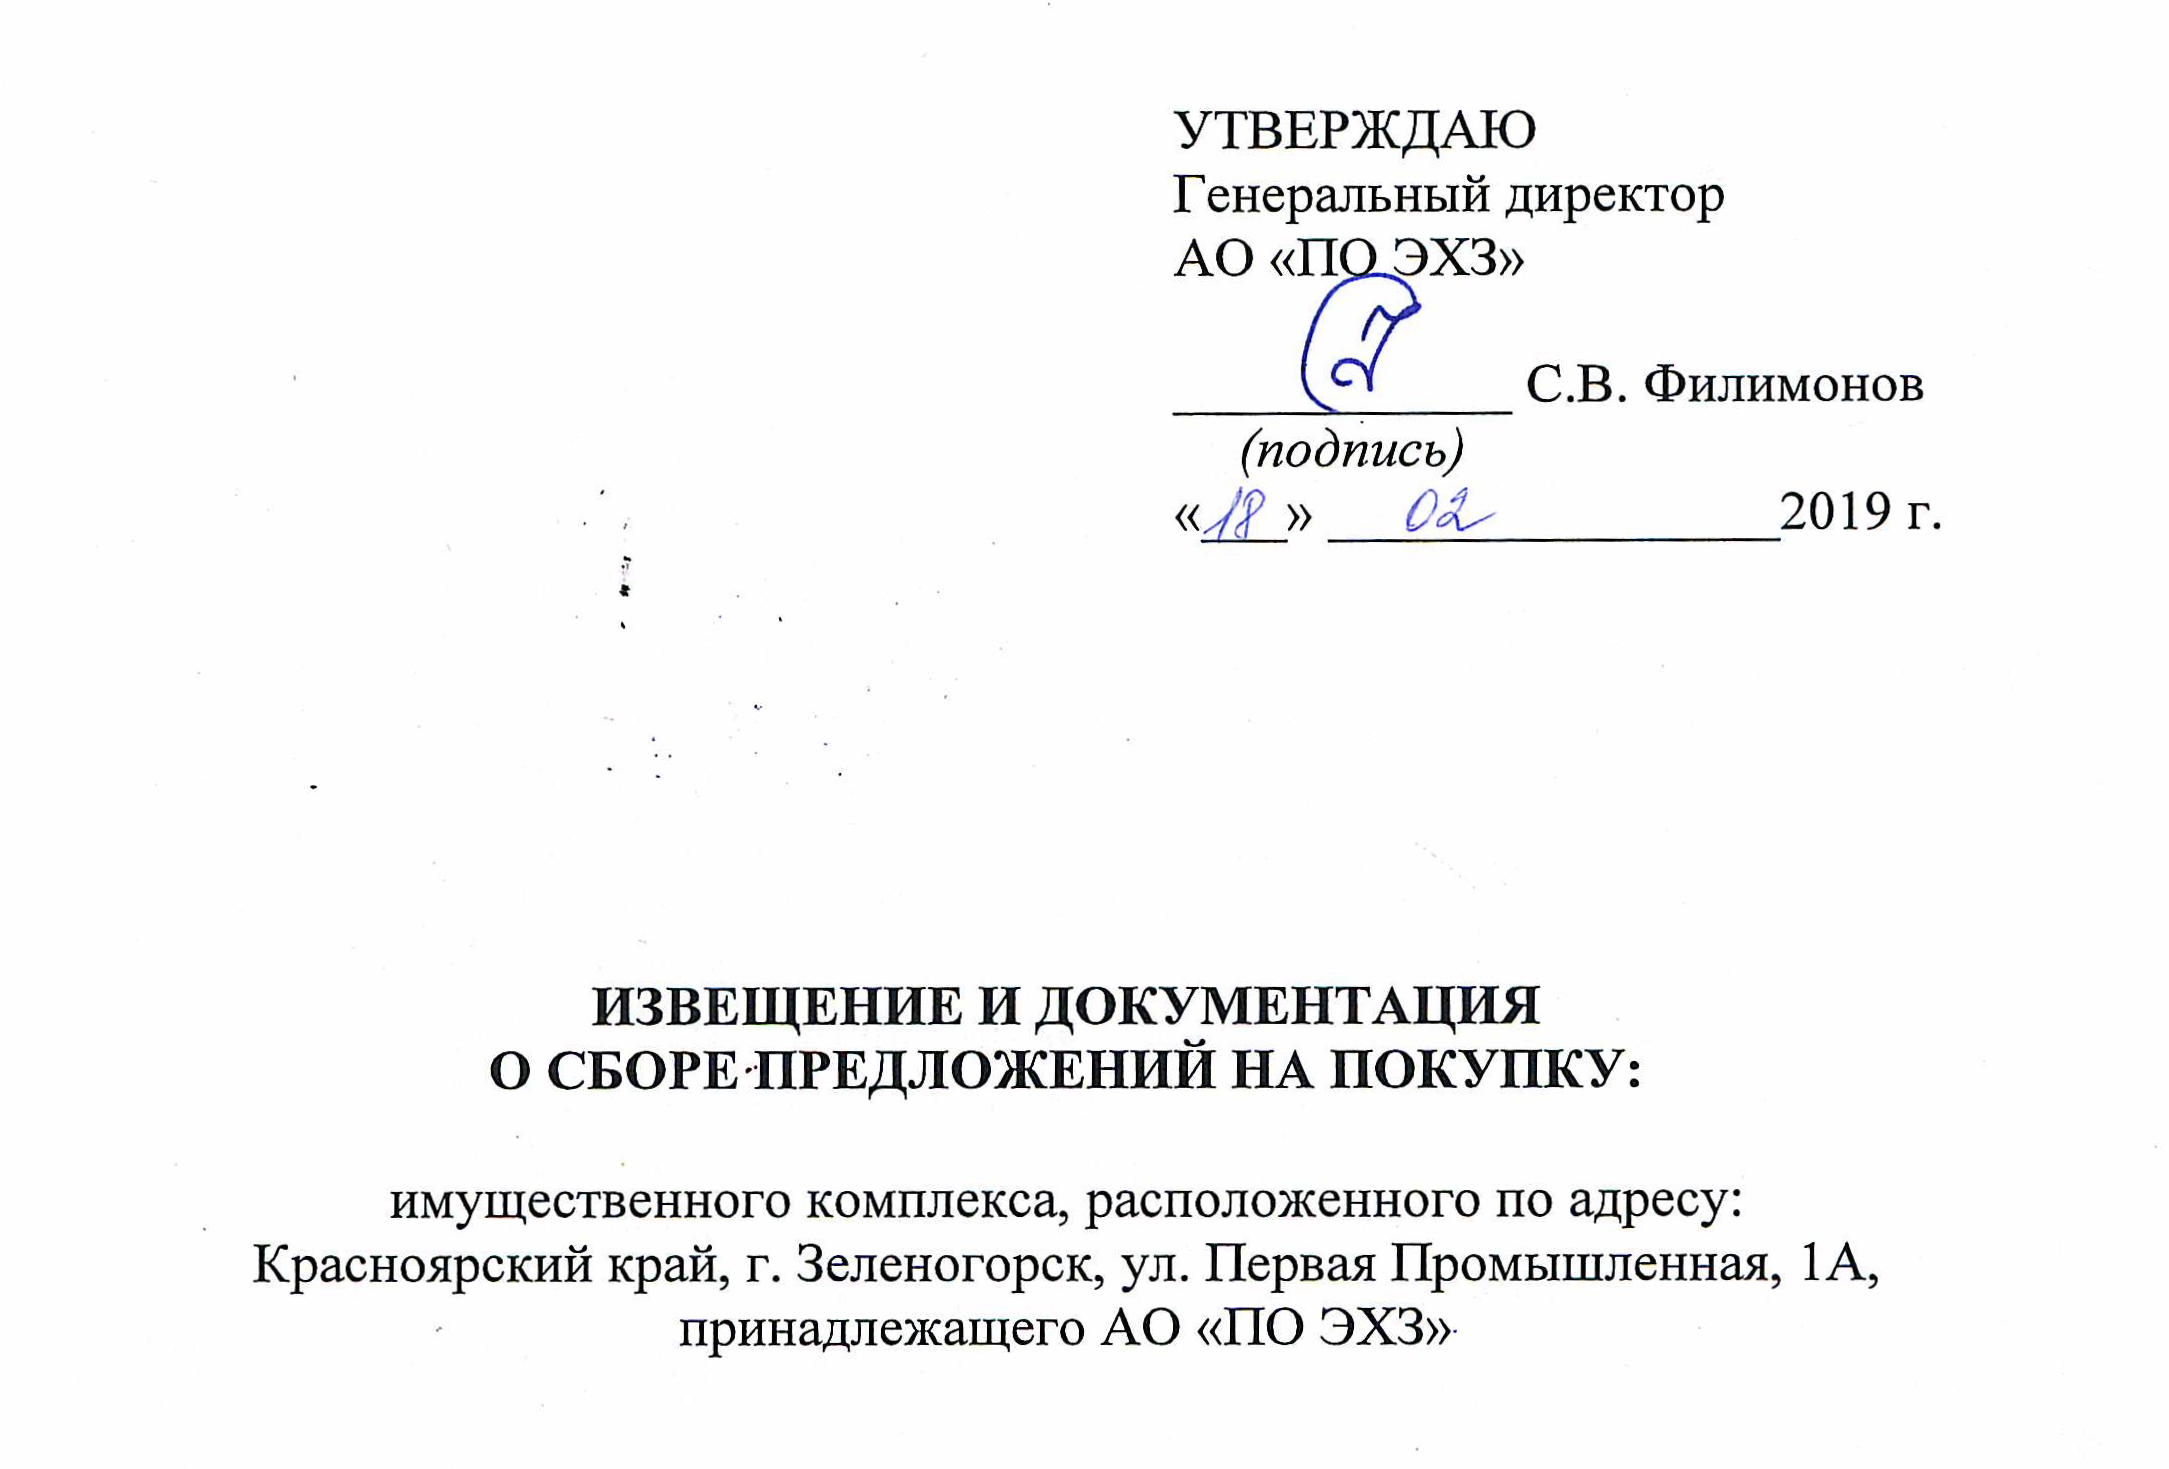 УТВЕРЖДАЮ
Генеральный директор
АО «ПО ЭХЗ»
______________ С.В. Филимонов
(подпись)
«18» 02 2019 г.
ИЗВЕЩЕНИЕ И ДОКУМЕНТАЦИЯ
О СБОРЕ ПРЕДЛОЖЕНИЙ НА ПОКУПКУ:
имущественного комплекса, расположенного по адресу:
Красноярский край, г. Зеленогорск, ул. Первая Промышленная, 1А,
принадлежащего АО «ПО ЭХЗ»